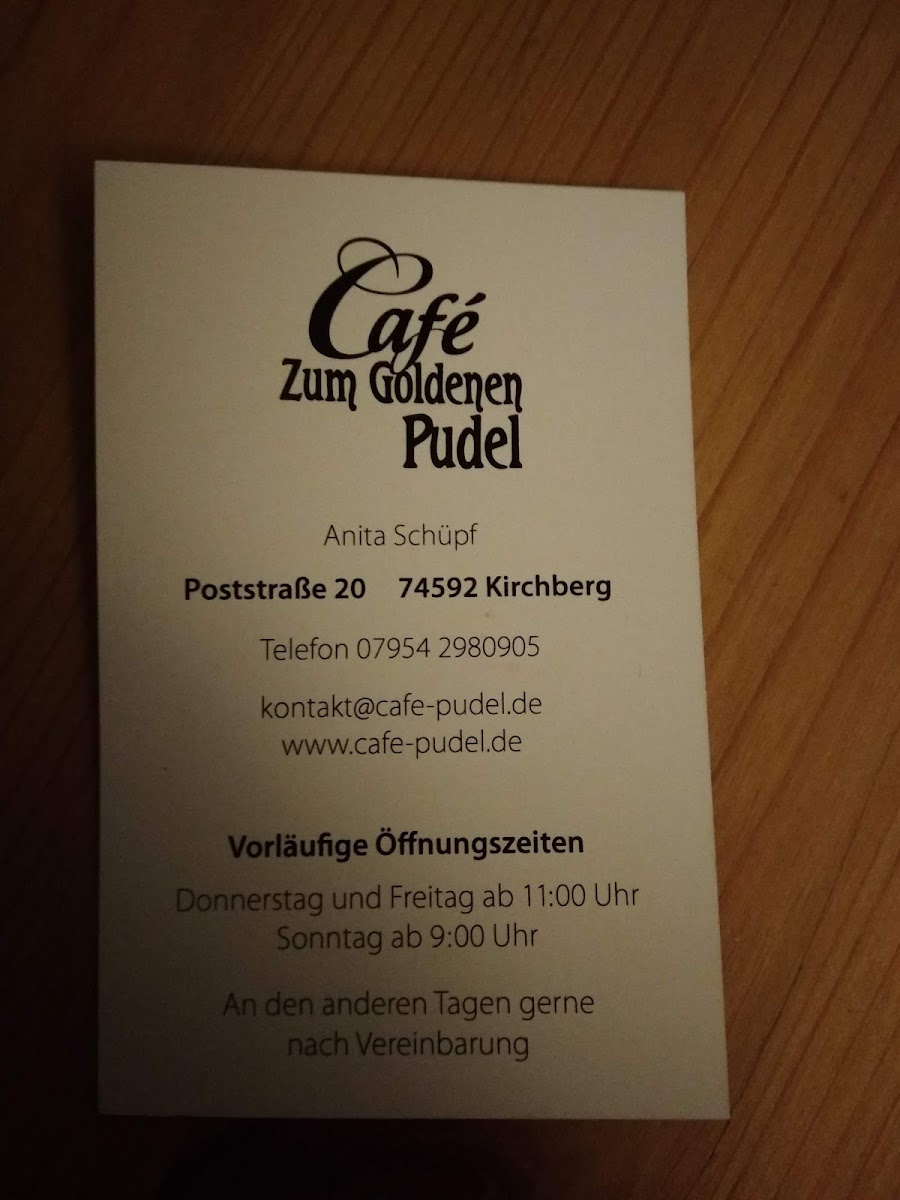 Café
Zum Goldenen
Pudel
Anita Schüpf
Poststraße 20 74592 Kirchberg
Telefon 07954 2980905
kontakt@cafe-pudel.de
www.cafe-pudel.de
Vorläufige Öffnungszeiten
Donnerstag und Freitag ab 11:00 Uhr
Sonntag ab 9:00 Uhr
An den anderen Tagen gerne
nach Vereinbarung